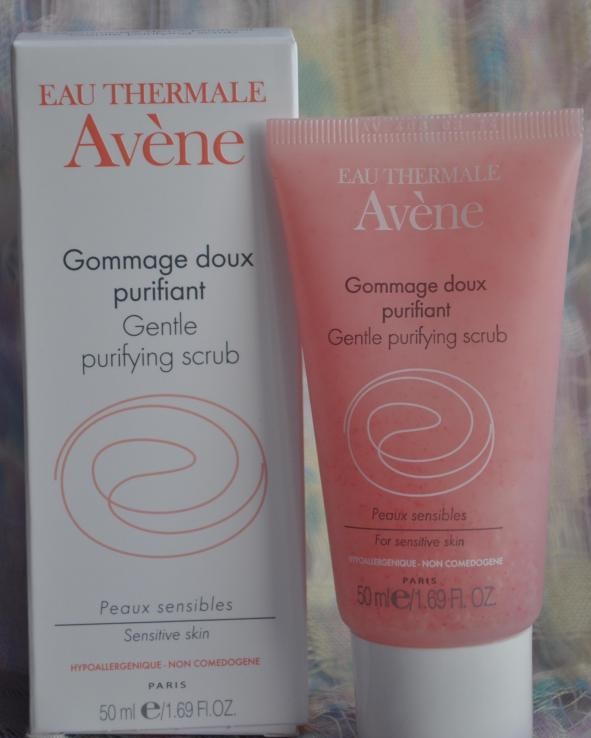 EAU THERMALE
Avène
Gommage doux
purifiant
Gentle
purifying scrub
Peaux sensibles
Sensitive skin
HYPOALLERGENIQUE - NON COMEDOGENE
PARIS
50 ml e/1.69 Fl.OZ.
EAU THERMALE
Avène
Gommage doux
purifiant
Gentle purifying scrub
Peaux sensibles
For sensitive skin
HYPOALLERGENIQUE - NON COMEDOGENE
PARIS
50 ml e/1.69 Fl. OZ.